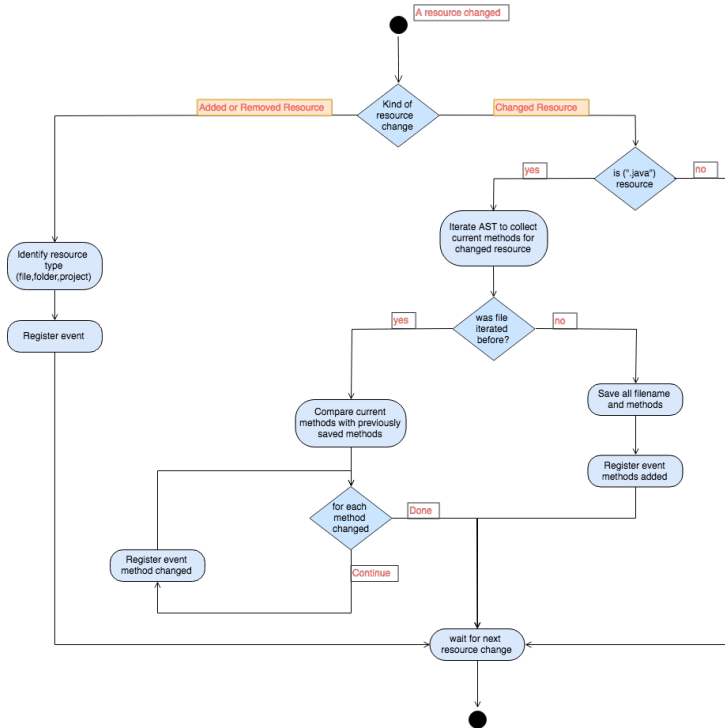 A resource changed
Kind of
resource
change
Added or Removed Resource
Changed Resource
is (".java")
resource
yes
no
Iterate AST to collect
current methods for
changed resource
Identify resource
type
(file,folder,project)
Register event
was file
iterated
before?
yes
no
Compare current
methods with previously
saved methods
Save all filename
and methods
Register event
methods added
for each
method
changed
Done
Continue
Register event
method changed
wait for next
resource change